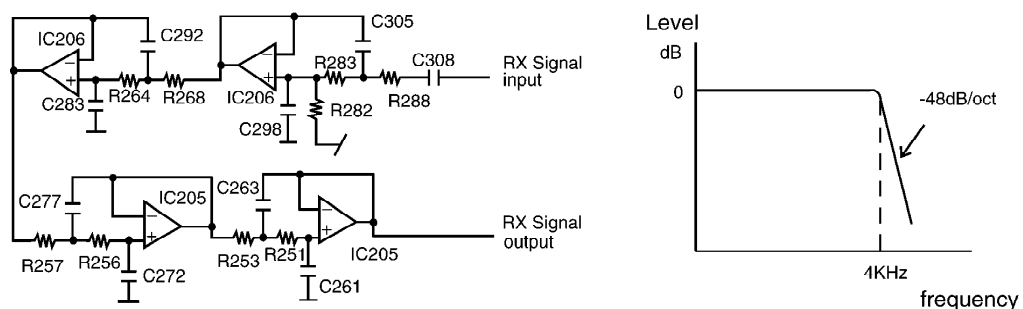 C305
IC206
C292
R283
C308
RX Signal
input
C283
R264
R268
IC206
R288
C298
R282
C277
IC205
C263
RX Signal
output
R257
R256
C272
R253
R251
IC205
C261
Level
dB
0
-48dB/oct
4KHz
frequency